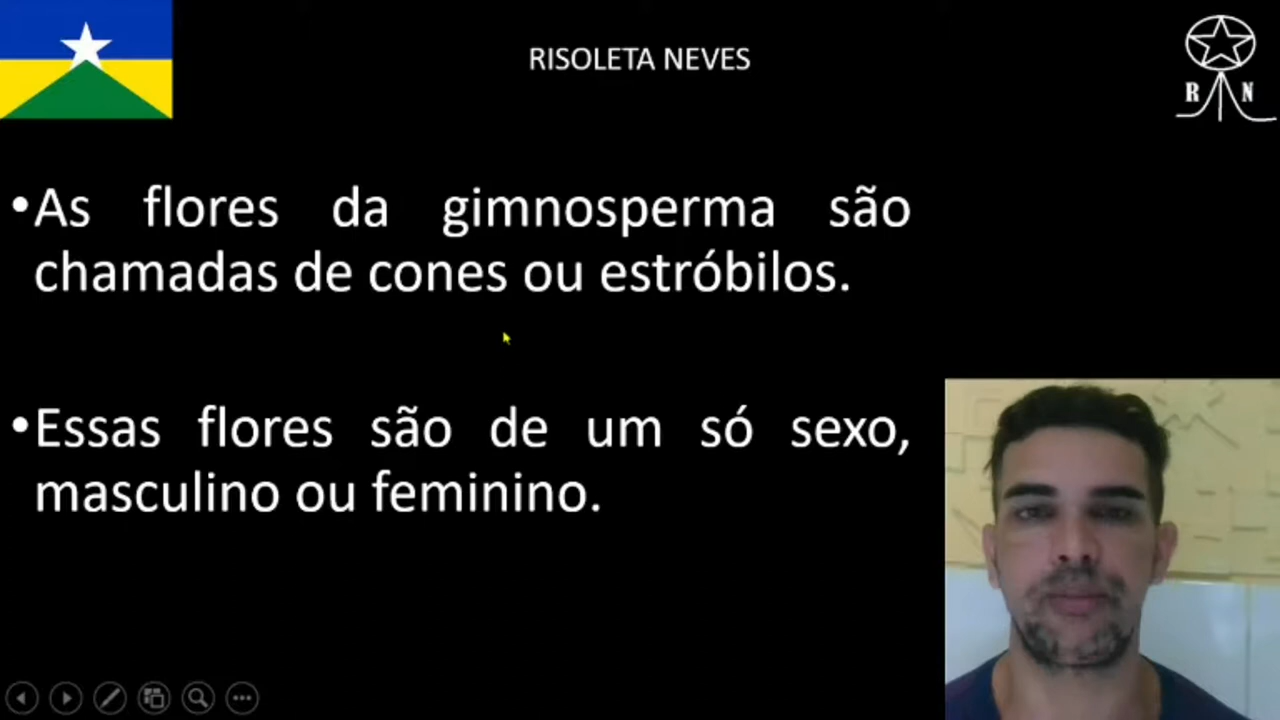 RISOLETA NEVES
R N
•As flores da gimnosperma são
chamadas de cones ou estróbilos.
•Essas flores são de um só sexo,
masculino ou feminino.